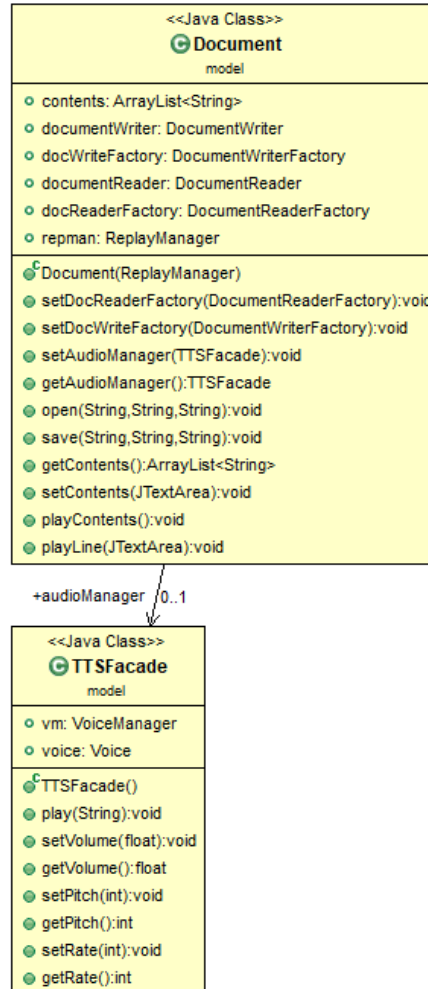 <<Java Class>>
Document
model
contents: ArrayList<String>
documentWriter: DocumentWriter
docWriteFactory: DocumentWriterFactory
documentReader: DocumentReader
docReaderFactory: DocumentReaderFactory
repman: ReplayManager
Document(ReplayManager)
setDocReaderFactory(DocumentReaderFactory):void
setDocWriteFactory(DocumentWriterFactory):void
setAudioManager(TTSFacade):void
getAudioManager():TTSFacade
open(String,String,String):void
save(String,String,String):void
getContents():ArrayList<String>
setContents(JTextArea):void
playContents():void
playLine(JTextArea):void
+audioManager 0..1
<<Java Class>>
TTSFacade
model
vm: VoiceManager
voice: Voice
TTSFacade()
play(String):void
setVolume(float):void
getVolume():float
setPitch(int):void
getPitch():int
setRate(int):void
getRate():int